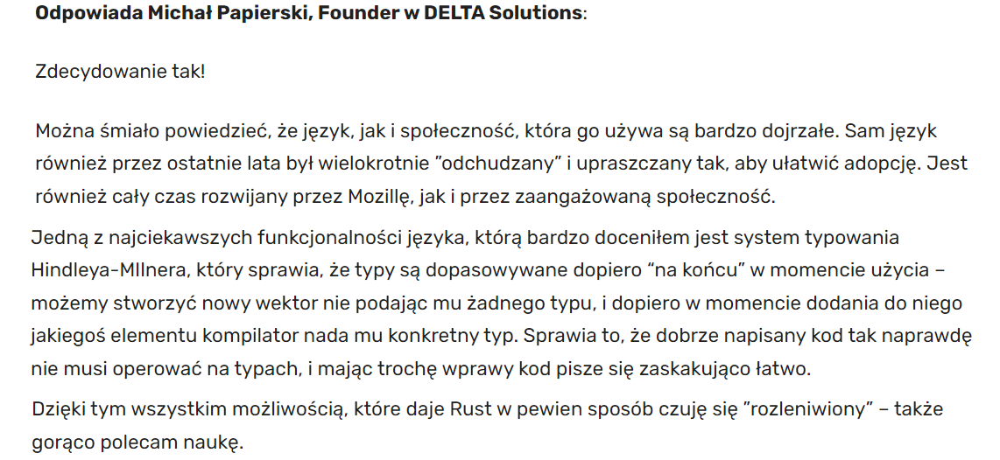 Odpowiada Michał Papierski, Founder w DELTA Solutions:
Zdecydowanie tak!
Można śmiało powiedzieć, że język, jak i społeczność, która go używa są bardzo dojrzałe. Sam język
również przez ostatnie lata był wielokrotnie ”odchudzany” i upraszczany tak, aby ułatwić adopcję. Jest
również cały czas rozwijany przez Mozillę, jak i przez zaangażowaną społeczność.
Jedną z najciekawszych funkcjonalności języka, którą bardzo doceniłem jest system typowania
Hindleya-MIlnera, który sprawia, że typy są dopasowywane dopiero “na końcu” w momencie użycia –
możemy stworzyć nowy wektor nie podając mu żadnego typu, i dopiero w momencie dodania do niego
jakiegoś elementu kompilator nada mu konkretny typ. Sprawia to, że dobrze napisany kod tak naprawdę
nie musi operować na typach, i mając trochę wprawy kod pisze się zaskakująco łatwo.
Dzięki tym wszystkim możliwością, które daje Rust w pewien sposób czuję się ”rozleniwiony” – także
gorąco polecam naukę.